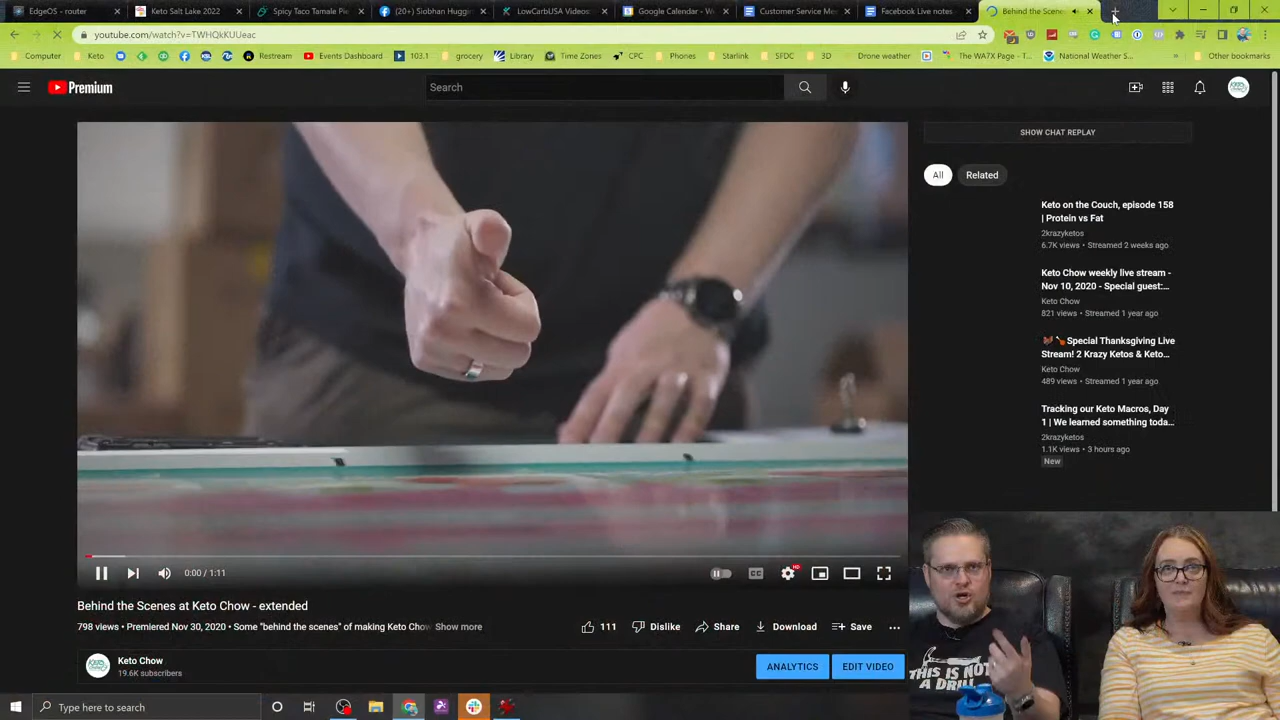 EdgeOS - router
Keto Salt Lake 2022
Spicy Taco Tamale Pie
(20+) Siobhan Huggin
LowCarbUSA Videos
Google Calendar - We
Customer Service Me
Facebook Live notes
Behind the Scene
youtube.com/watch?v=TWHQkKUUeac
Computer
Keto
Restream
Events Dashboard
103.1
grocery
Library
Time Zones
CPC
Phones
Starlink
SFDC
3D
Drone weather
The WA7X Page - T...
National Weather S...
Other bookmarks
Premium
Search
SHOW CHAT REPLAY
All
Related
Keto on the Couch, episode 158
| Protein vs Fat
2krazyketos
6.7K views • Streamed 2 weeks ago
Keto Chow weekly live stream -
Nov 10, 2020 - Special guest:...
Keto Chow
821 views • Streamed 1 year ago
Special Thanksgiving Live
Stream! 2 Krazy Ketos & Keto...
Keto Chow
489 views • Streamed 1 year ago
Tracking our Keto Macros, Day
1 | We learned something toda...
2krazyketos
1.1K views • 3 hours ago
New
0:00 / 1:11
CC
HD
Behind the Scenes at Keto Chow - extended
798 views • Premiered Nov 30, 2020 • Some "behind the scenes" of making Keto Chow
Show more
111
Dislike
Share
Download
Save
Keto Chow
19.6K subscribers
ANALYTICS
EDIT VIDEO
THIS IS NOT
A DRILL
Type here to search